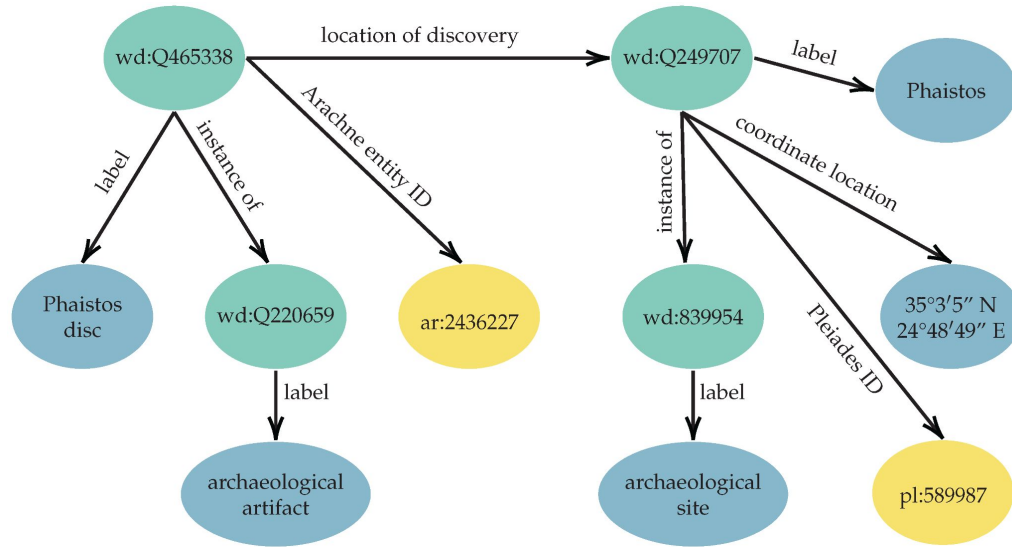 location of discovery
wd:Q465338
wd:Q249707
label
Phaistos
label
instance of
Arachne entity ID
instance of
coordinate location
Pleiades ID
Phaistos
disc
wd:Q220659
ar:2436227
wd:839954
35°3′5″ N
24°48′49″ E
label
label
archaeological
artifact
archaeological
site
pl:589987